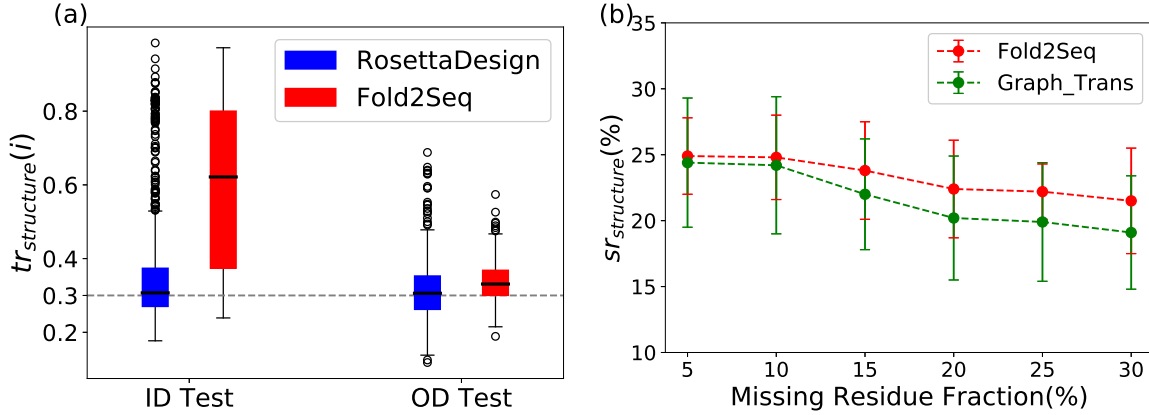 (a)
RosettaDesign
Fold2Seq
tr_structure(i)
0.8
0.6
0.4
0.3
0.2
ID Test
OD Test
(b)
Fold2Seq
Graph_Trans
sr_structure(%)
35
30
25
20
15
10
5
10
15
20
25
30
Missing Residue Fraction(%)